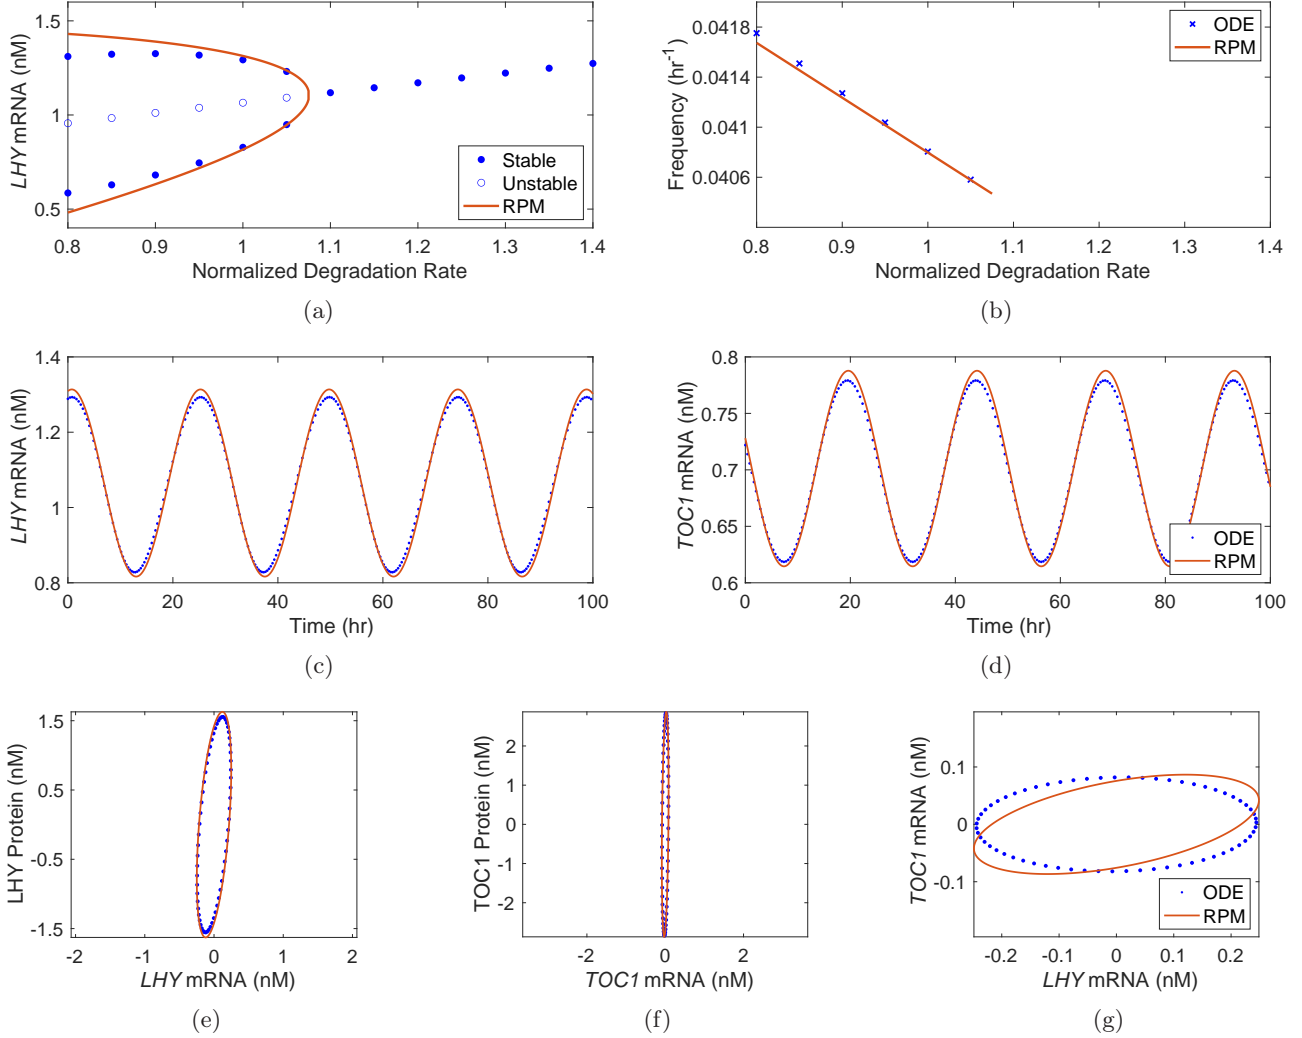 1.5
1
0.5
LHY mRNA (nM)
Stable
Unstable
RPM
0.8 0.9 1 1.1 1.2 1.3 1.4
Normalized Degradation Rate
(a)
0.0418
0.0414
0.041
0.0406
Frequency (hr-1)
ODE
RPM
0.8 0.9 1 1.1 1.2 1.3 1.4
Normalized Degradation Rate
(b)
1.4
1.2
1
0.8
LHY mRNA (nM)
0 20 40 60 80 100
Time (hr)
(c)
0.8
0.75
0.7
0.65
0.6
TOC1 mRNA (nM)
ODE
RPM
0 20 40 60 80 100
Time (hr)
(d)
1.5
0.5
-0.5
-1.5
LHY Protein (nM)
-2 -1 0 1 2
LHY mRNA (nM)
(e)
2
1
0
-1
-2
TOC1 Protein (nM)
-2 0 2
TOC1 mRNA (nM)
(f)
0.1
0
-0.1
TOC1 mRNA (nM)
ODE
RPM
-0.2 -0.1 0 0.1 0.2
LHY mRNA (nM)
(g)